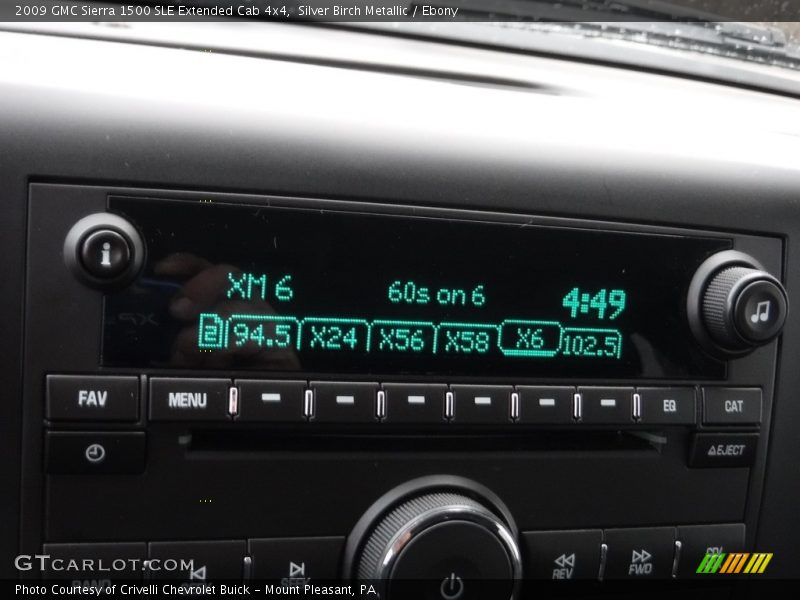 2009 GMC Sierra 1500 SLE Extended Cab 4x4, Silver Birch Metallic / Ebony
i
XM 6 60s on 6 4:49
2 94.5 X24 X56 X58 X6 102.5
FAV MENU EQ CAT
EJECT
REV FWD
GTCARLOT.COM
Photo Courtesy of Crivelli Chevrolet Buick - Mount Pleasant, PA